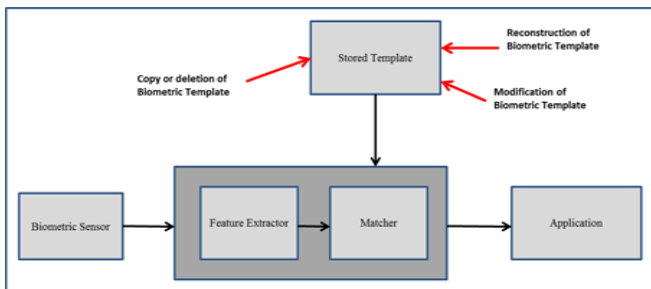 Reconstruction of
Biometric Template
Stored Template
Copy or deletion of
Biometric Template
Modification of
Biometric Template
Biometric Sensor
Feature Extractor
Matcher
Application